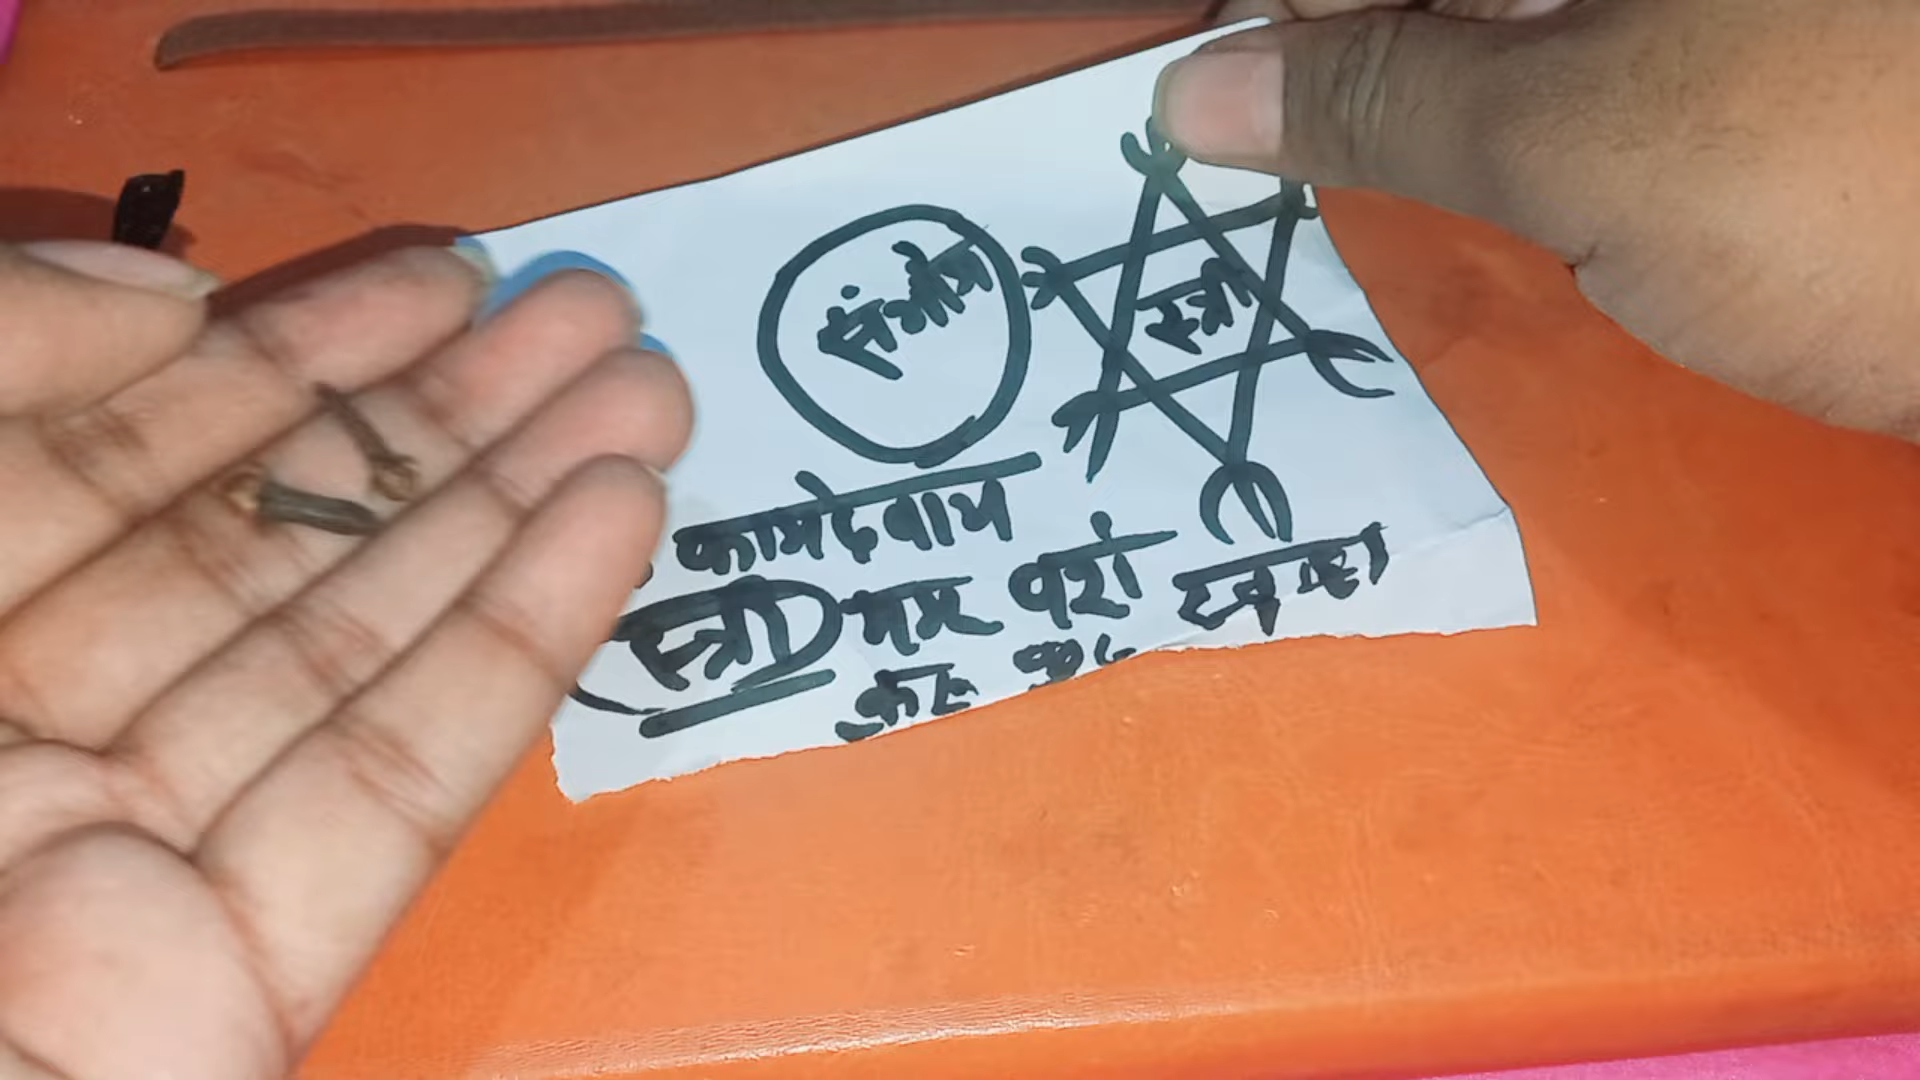 संभोग
स्त्री
कामदेवाय
स्त्री मम वशं
कुरु कुरु